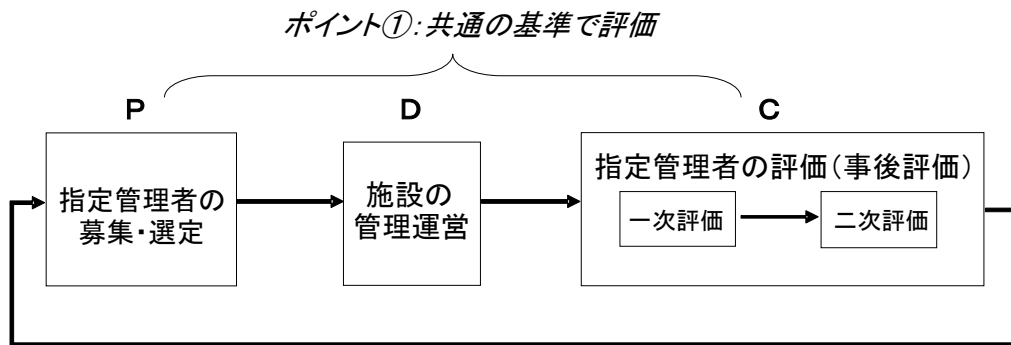 ポイント①:共通の基準で評価
P
D
C
指定管理者の
募集・選定
施設の
管理運営
指定管理者の評価(事後評価)
一次評価
二次評価